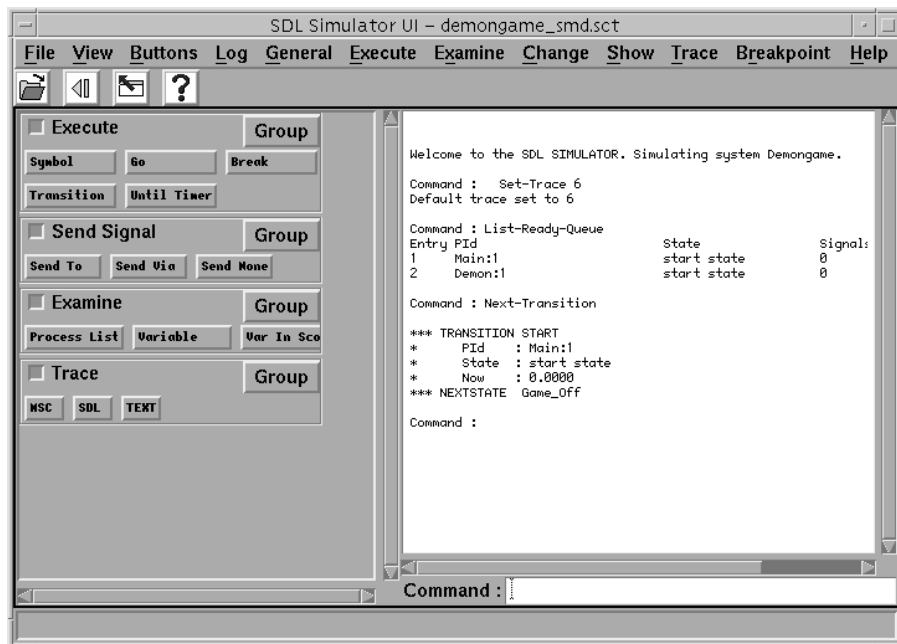 SDL Simulator UI – demongame_smd.sct
File View Buttons Log General Execute Examine Change Show Trace Breakpoint Help
?
Execute Group
Symbol Go Break
Transition Until Timer
Send Signal Group
Send To Send Via Send None
Examine Group
Process List Variable Var In Sco
Trace Group
MSC SDL TEXT
Welcome to the SDL SIMULATOR. Simulating system Demongame.
Command : Set-Trace 6
Default trace set to 6
Command : List-Ready-Queue
Entry PId State Signals
1 Main:1 start state 0
2 Demon:1 start state 0
Command : Next-Transition
*** TRANSITION START
* PId : Main:1
* State : start state
* Now : 0.0000
*** NEXTSTATE Game_Off
Command :
Command :